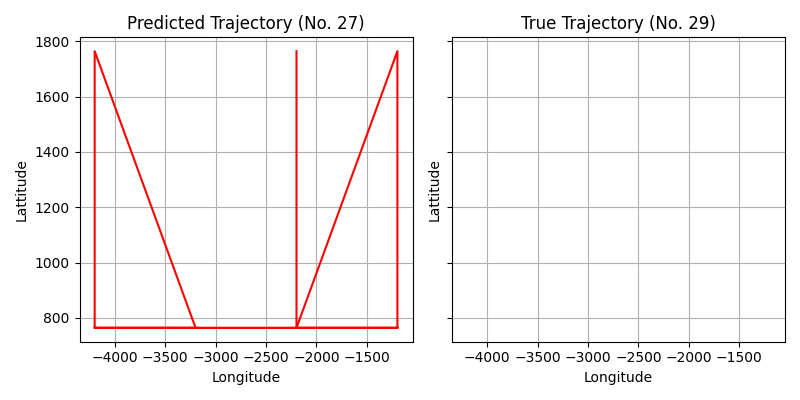 Predicted Trajectory (No. 27)
True Trajectory (No. 29)
1800
1600
1400
1200
1000
800
Lattitude
Lattitude
−4000 −3500 −3000 −2500 −2000 −1500
−4000 −3500 −3000 −2500 −2000 −1500
Longitude
Longitude